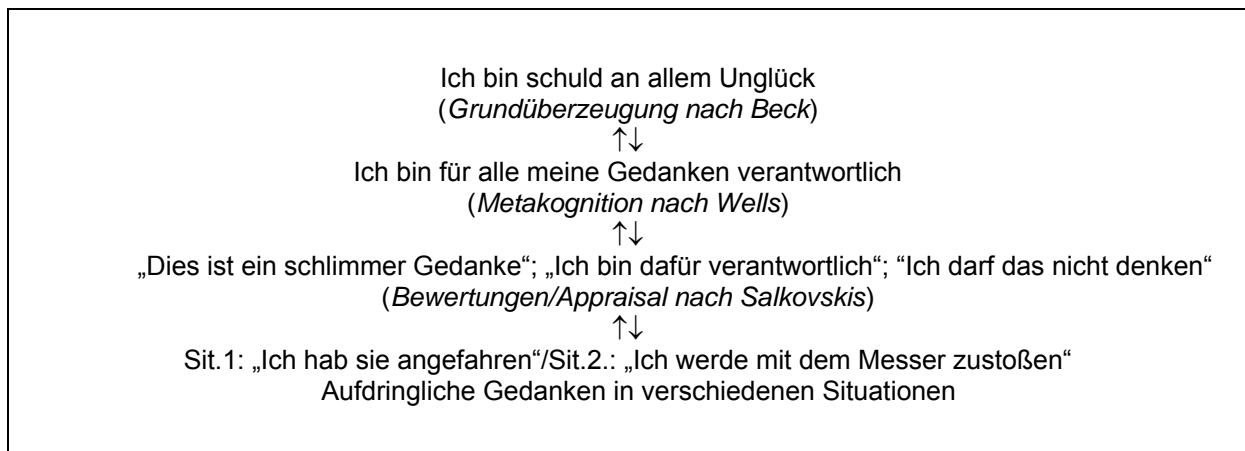 Ich bin schuld an allem Unglück
(Grundüberzeugung nach Beck)
↑↓
Ich bin für alle meine Gedanken verantwortlich
(Metakognition nach Wells)
↑↓
„Dies ist ein schlimmer Gedanke“; „Ich bin dafür verantwortlich“; “Ich darf das nicht denken“
(Bewertungen/Appraisal nach Salkovskis)
↑↓
Sit.1: „Ich hab sie angefahren“/Sit.2.: „Ich werde mit dem Messer zustoßen“
Aufdringliche Gedanken in verschiedenen Situationen